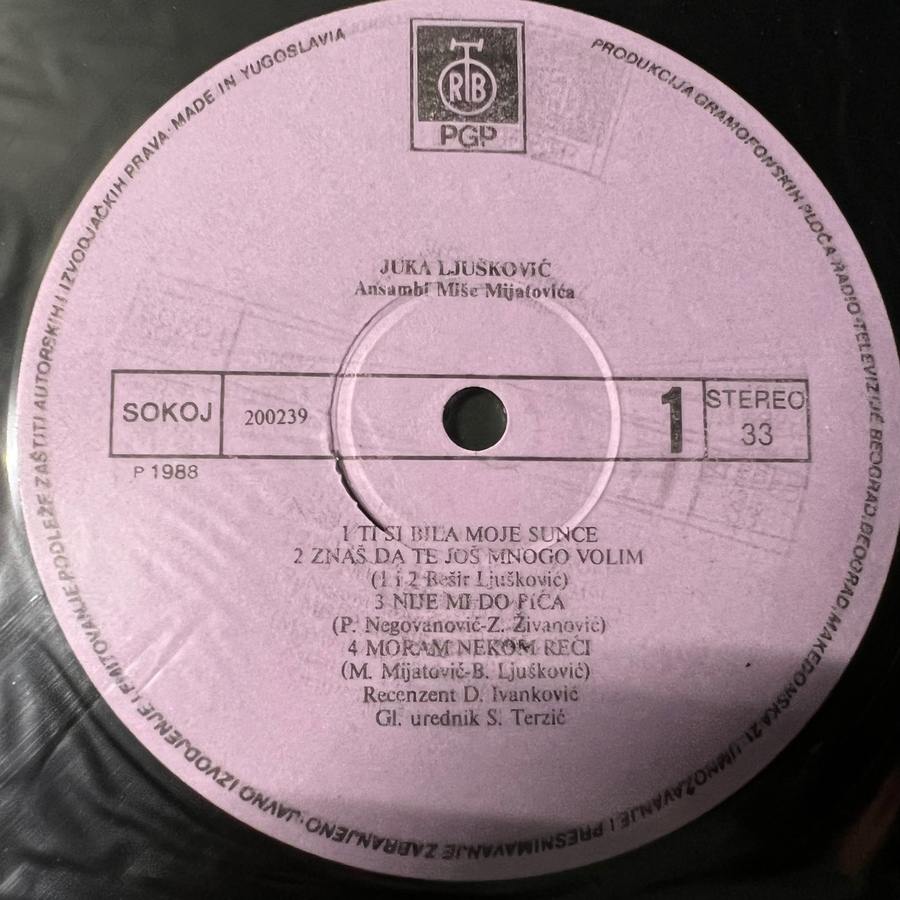 RTB
PGP
PRODUKCIJA GRAMOFONSKIH PLOČA RADIO-TELEVIZIJE BEOGRAD, BEOGRAD, MAKEDONSKA 21. UMNOŽAVANJE I PRESNIMAVANJE ZABRANJENO. JAVNO IZVODJENJE I EMITOVANJE PODLEŽE ZAŠTITI AUTORSKIH I IZVODJAČKIH PRAVA · MADE IN YUGOSLAVIA
JUKA LJUŠKOVIĆ
Ansambl Miše Mijatovića
SOKOJ 200239 1 STEREO
33
P 1988
1 TI SI BILA MOJE SUNCE
2 ZNAŠ DA TE JOŠ MNOGO VOLIM
(1 i 2 Bešir Ljušković)
3 NIJE MI DO PIĆA
(P. Negovanović-Z. Živanović)
4 MORAM NEKOM REĆI
(M. Mijatović-B. Ljušković)
Recenzent D. Ivanković
Gl. urednik S. Terzić